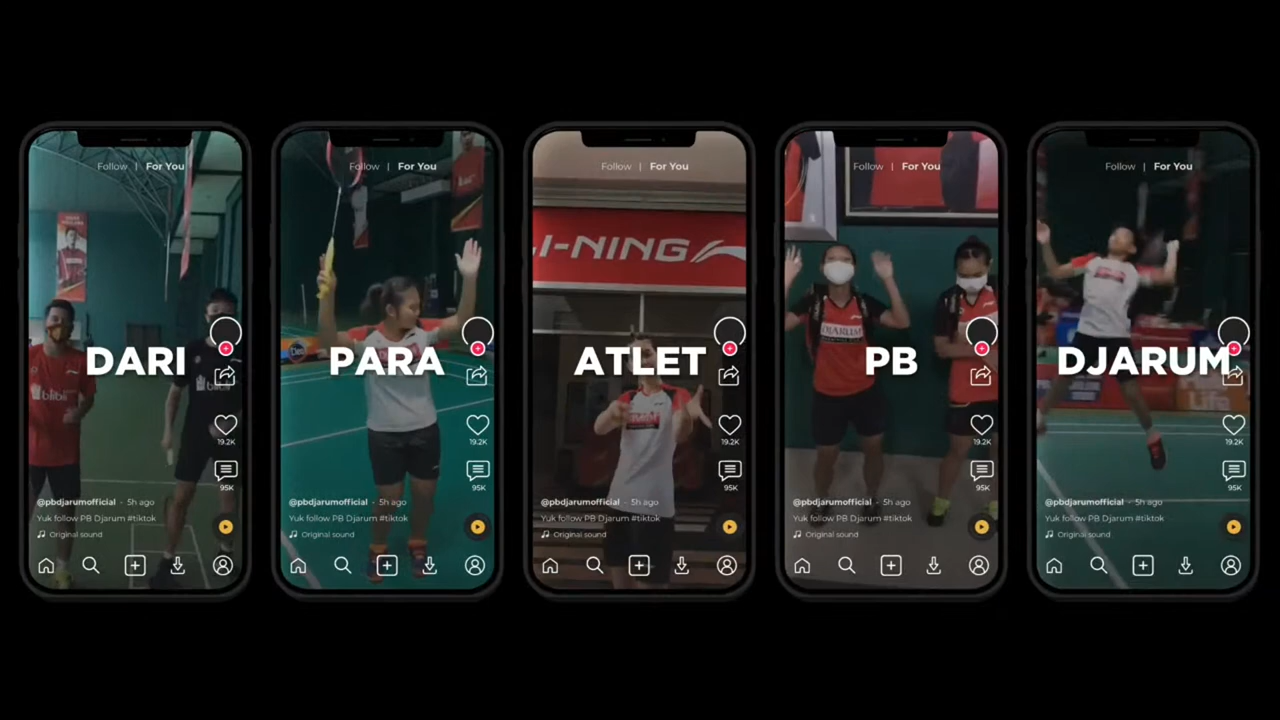 Follow | For You
Follow | For You
Follow | For You
Follow | For You
Follow | For You
LI-NING
DARI PARA ATLET PB DJARUM
blibli
blibli
DJARUM
19.2K
19.2K
19.2K
19.2K
19.2K
95K
95K
95K
95K
95K
@pbdjarumofficial - 5h ago
Yuk follow PB Djarum #tiktok
Original sound
@pbdjarumofficial - 5h ago
Yuk follow PB Djarum #tiktok
Original sound
@pbdjarumofficial - 5h ago
Yuk follow PB Djarum #tiktok
Original sound
@pbdjarumofficial - 5h ago
Yuk follow PB Djarum #tiktok
Original sound
@pbdjarumofficial - 5h ago
Yuk follow PB Djarum #tiktok
Original sound